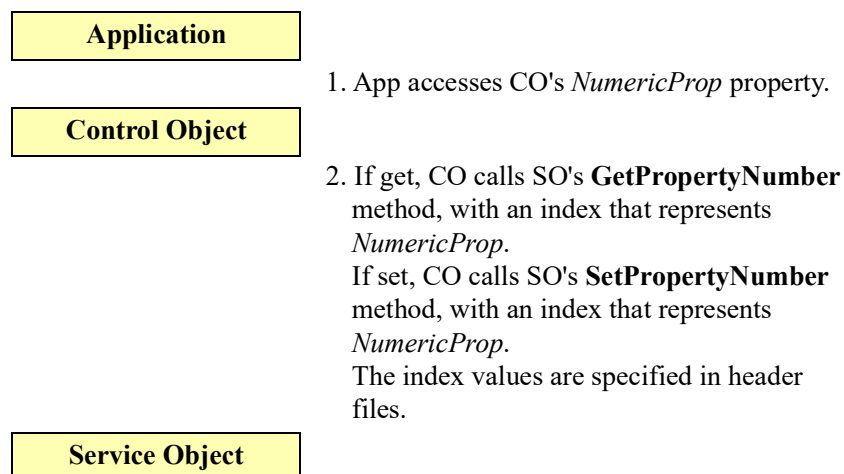 Application
1. App accesses CO's NumericProp property.
Control Object
2. If get, CO calls SO's GetPropertyNumber
method, with an index that represents
NumericProp.
If set, CO calls SO's SetPropertyNumber
method, with an index that represents
NumericProp.
The index values are specified in header
files.
Service Object